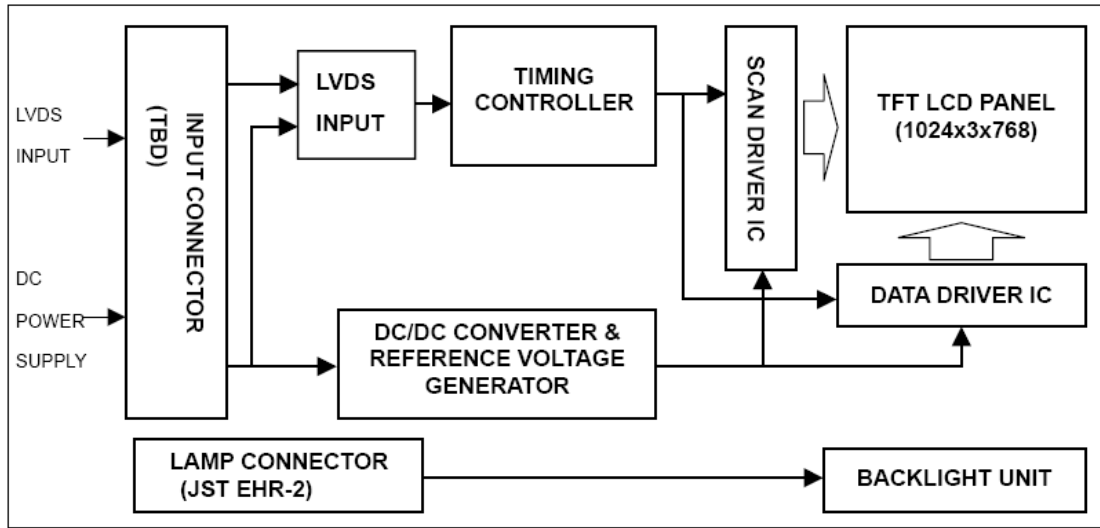 LVDS
INPUT
DC
POWER
SUPPLY
INPUT CONNECTOR
(TBD)
LVDS
INPUT
TIMING
CONTROLLER
SCAN DRIVER IC
TFT LCD PANEL
(1024x3x768)
DATA DRIVER IC
DC/DC CONVERTER &
REFERENCE VOLTAGE
GENERATOR
LAMP CONNECTOR
(JST EHR-2)
BACKLIGHT UNIT